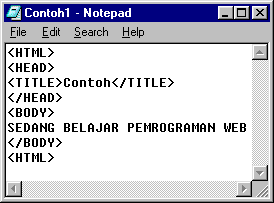 Contoh1 - Notepad
File Edit Search Help
<HTML>
<HEAD>
<TITLE>Contoh</TITLE>
</HEAD>
<BODY>
SEDANG BELAJAR PEMROGRAMAN WEB
</BODY>
<HTML>